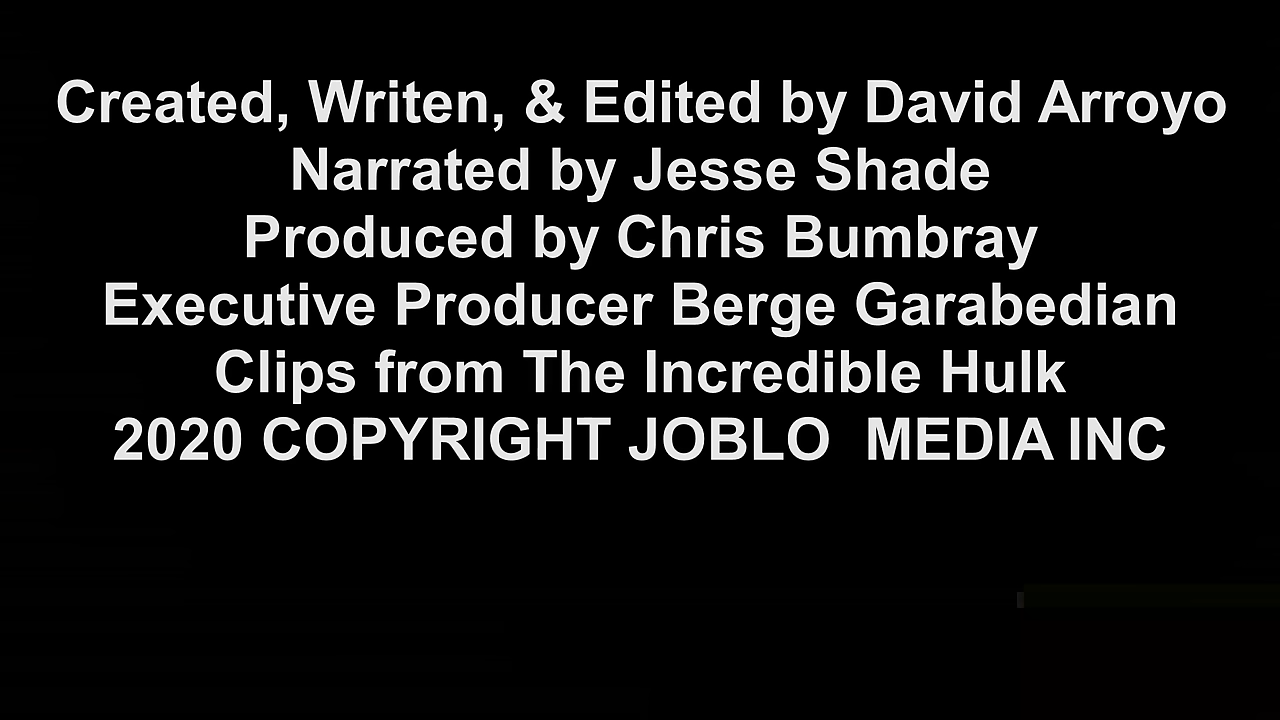 Created, Writen, & Edited by David Arroyo
Narrated by Jesse Shade
Produced by Chris Bumbray
Executive Producer Berge Garabedian
Clips from The Incredible Hulk
2020 COPYRIGHT JOBLO  MEDIA INC